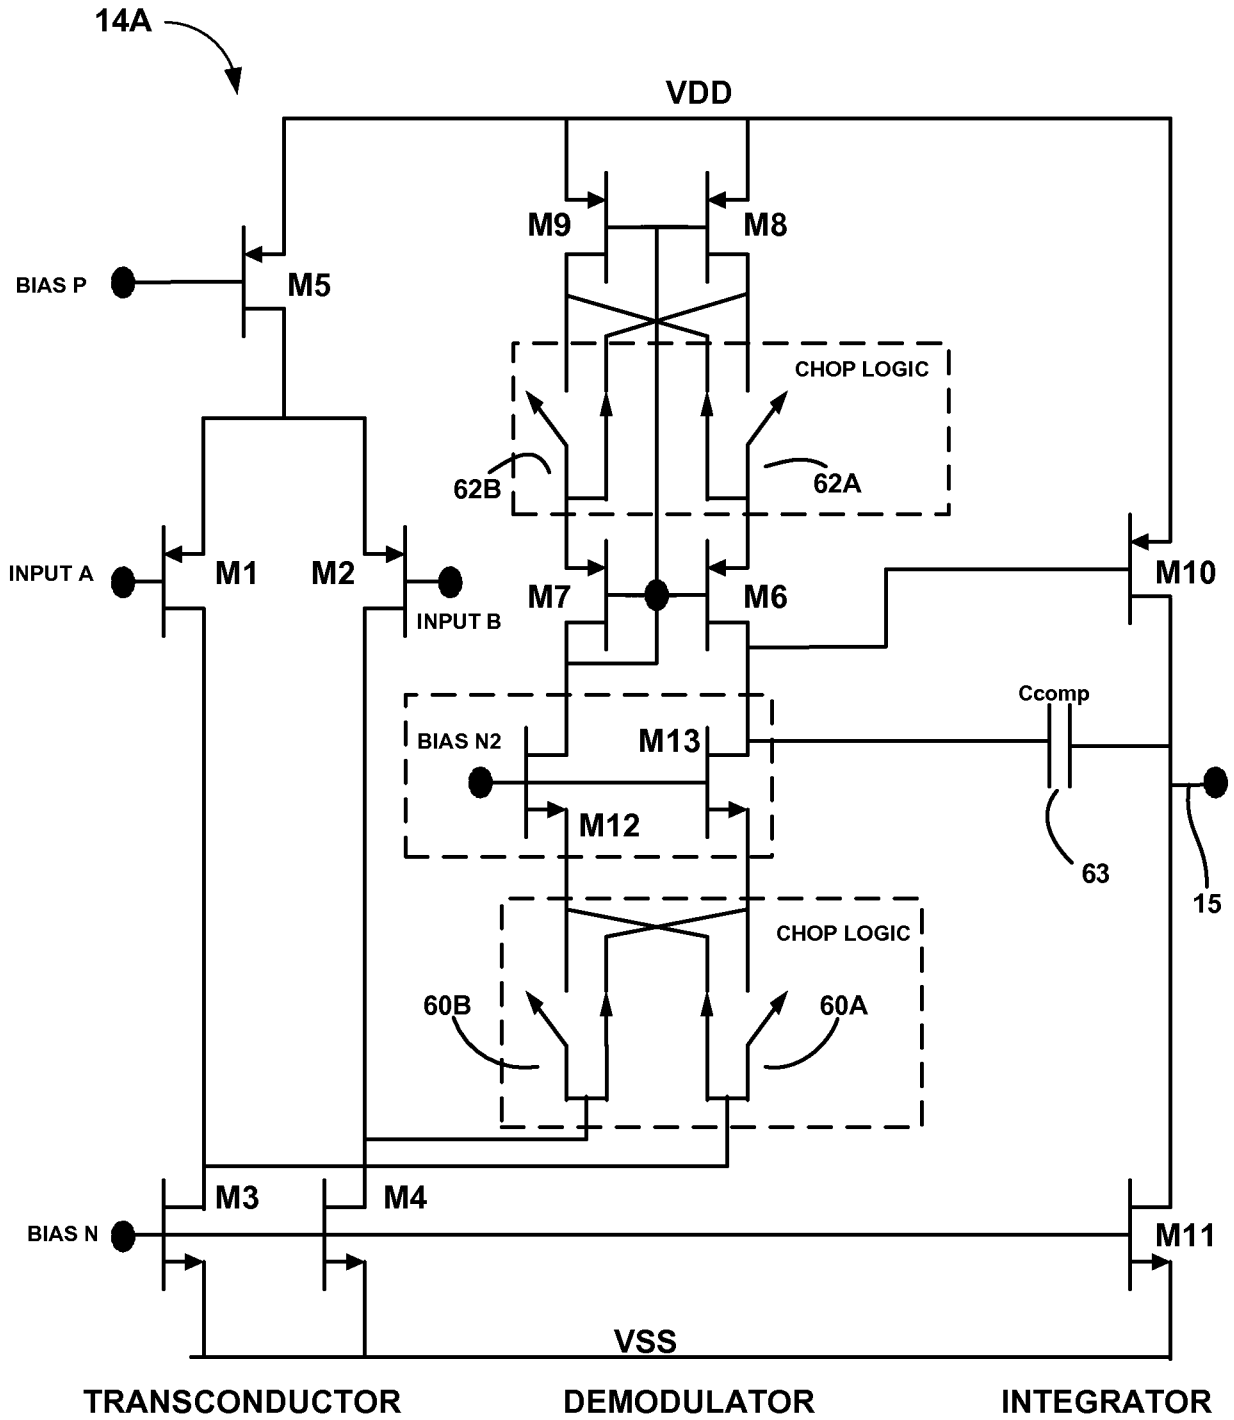 14A
VDD
M9
M8
BIAS P
M5
CHOP LOGIC
62B
62A
INPUT A
M1
M2
INPUT B
M7
M6
M10
Ccomp
BIAS N2
M13
M12
63
15
CHOP LOGIC
60B
60A
M3
M4
BIAS N
M11
VSS
TRANSCONDUCTOR
DEMODULATOR
INTEGRATOR